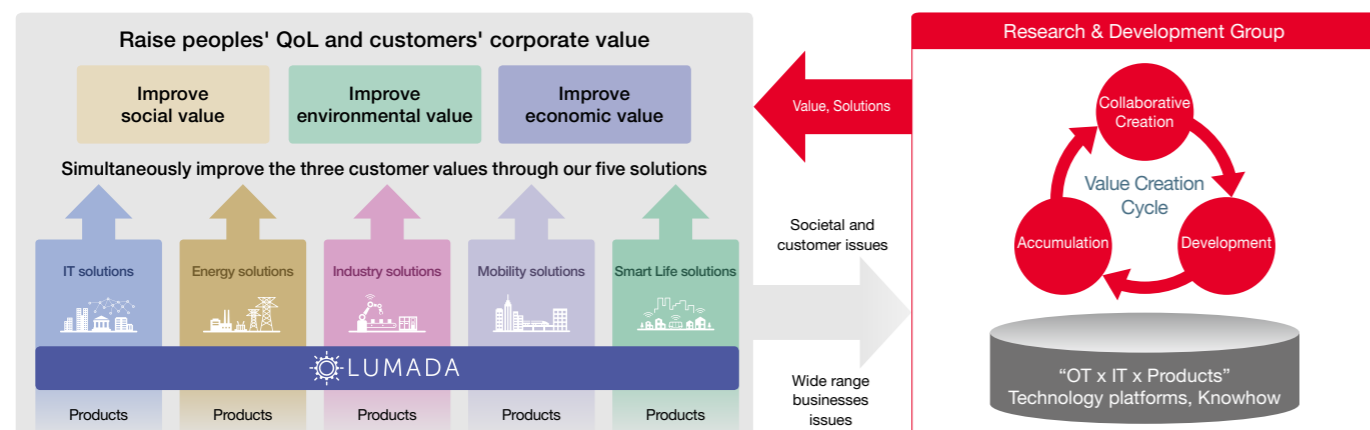 Raise peoples' QoL and customers' corporate value
Improve
social value
Improve
environmental value
Improve
economic value
Simultaneously improve the three customer values through our five solutions
IT solutions
Energy solutions
Industry solutions
Mobility solutions
Smart Life solutions
LUMADA
Products
Products
Products
Products
Products
Value, Solutions
Societal and
customer issues
Wide range
businesses
issues
Research & Development Group
Collaborative
Creation
Value Creation
Cycle
Accumulation
Development
“OT x IT x Products”
Technology platforms, Knowhow